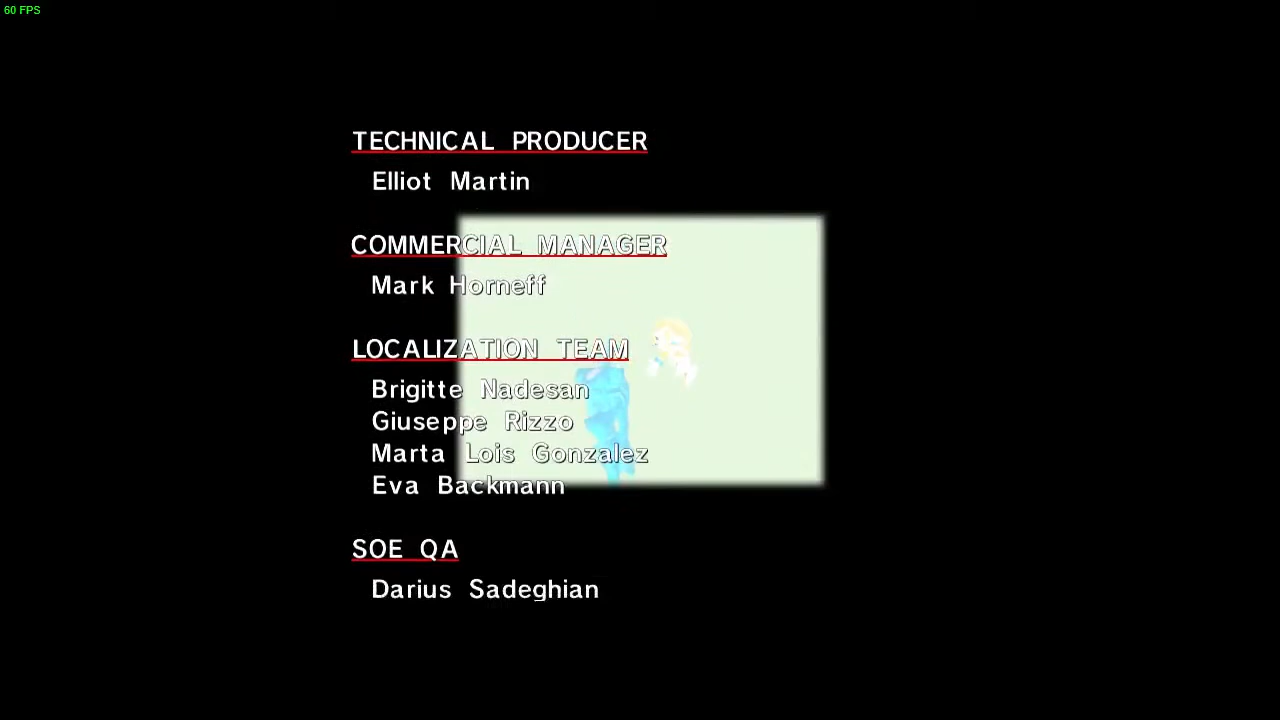 60 FPS
TECHNICAL PRODUCER
Elliot Martin
COMMERCIAL MANAGER
Mark Horneff
LOCALIZATION TEAM
Brigitte Nadesan
Giuseppe Rizzo
Marta Lois Gonzalez
Eva Backmann
SOE QA
Darius Sadeghian